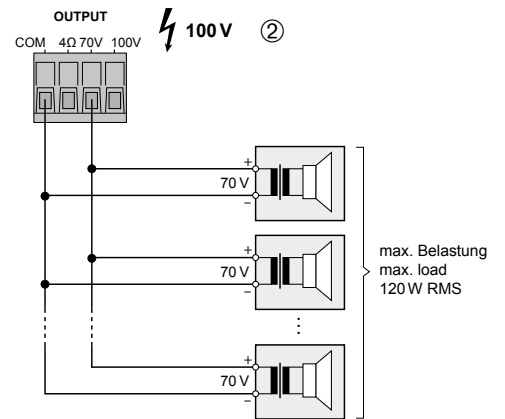 OUTPUT
COM 4Ω 70V 100V
100 V ②
+
70 V
−
+
70 V
−
max. Belastung
max. load
120 W RMS
+
70 V
−